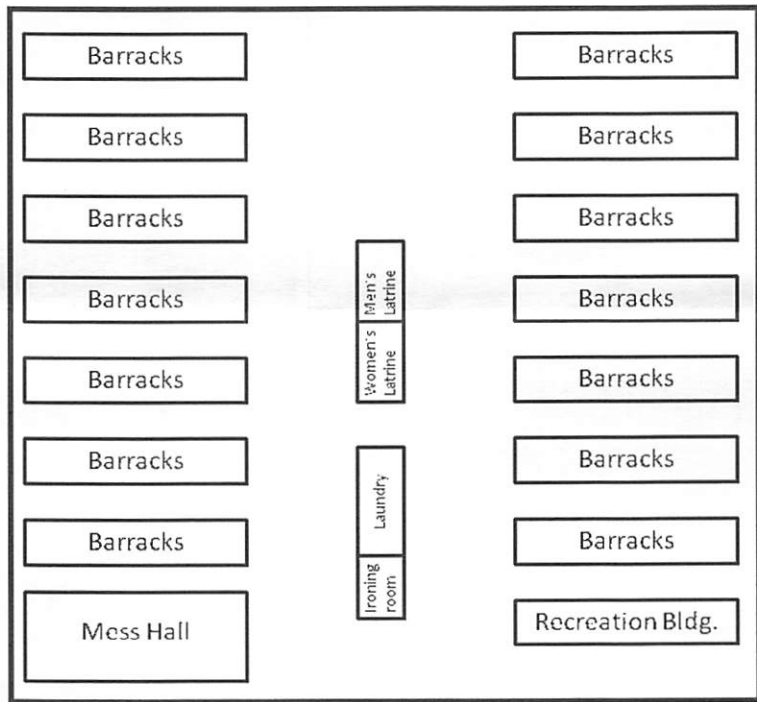 Barracks
Barracks
Barracks
Barracks
Barracks
Barracks
Barracks
Mess Hall
Men's
Latrine
Women's
Latrine
Laundry
Ironing
room
Barracks
Barracks
Barracks
Barracks
Barracks
Barracks
Barracks
Recreation Bldg.